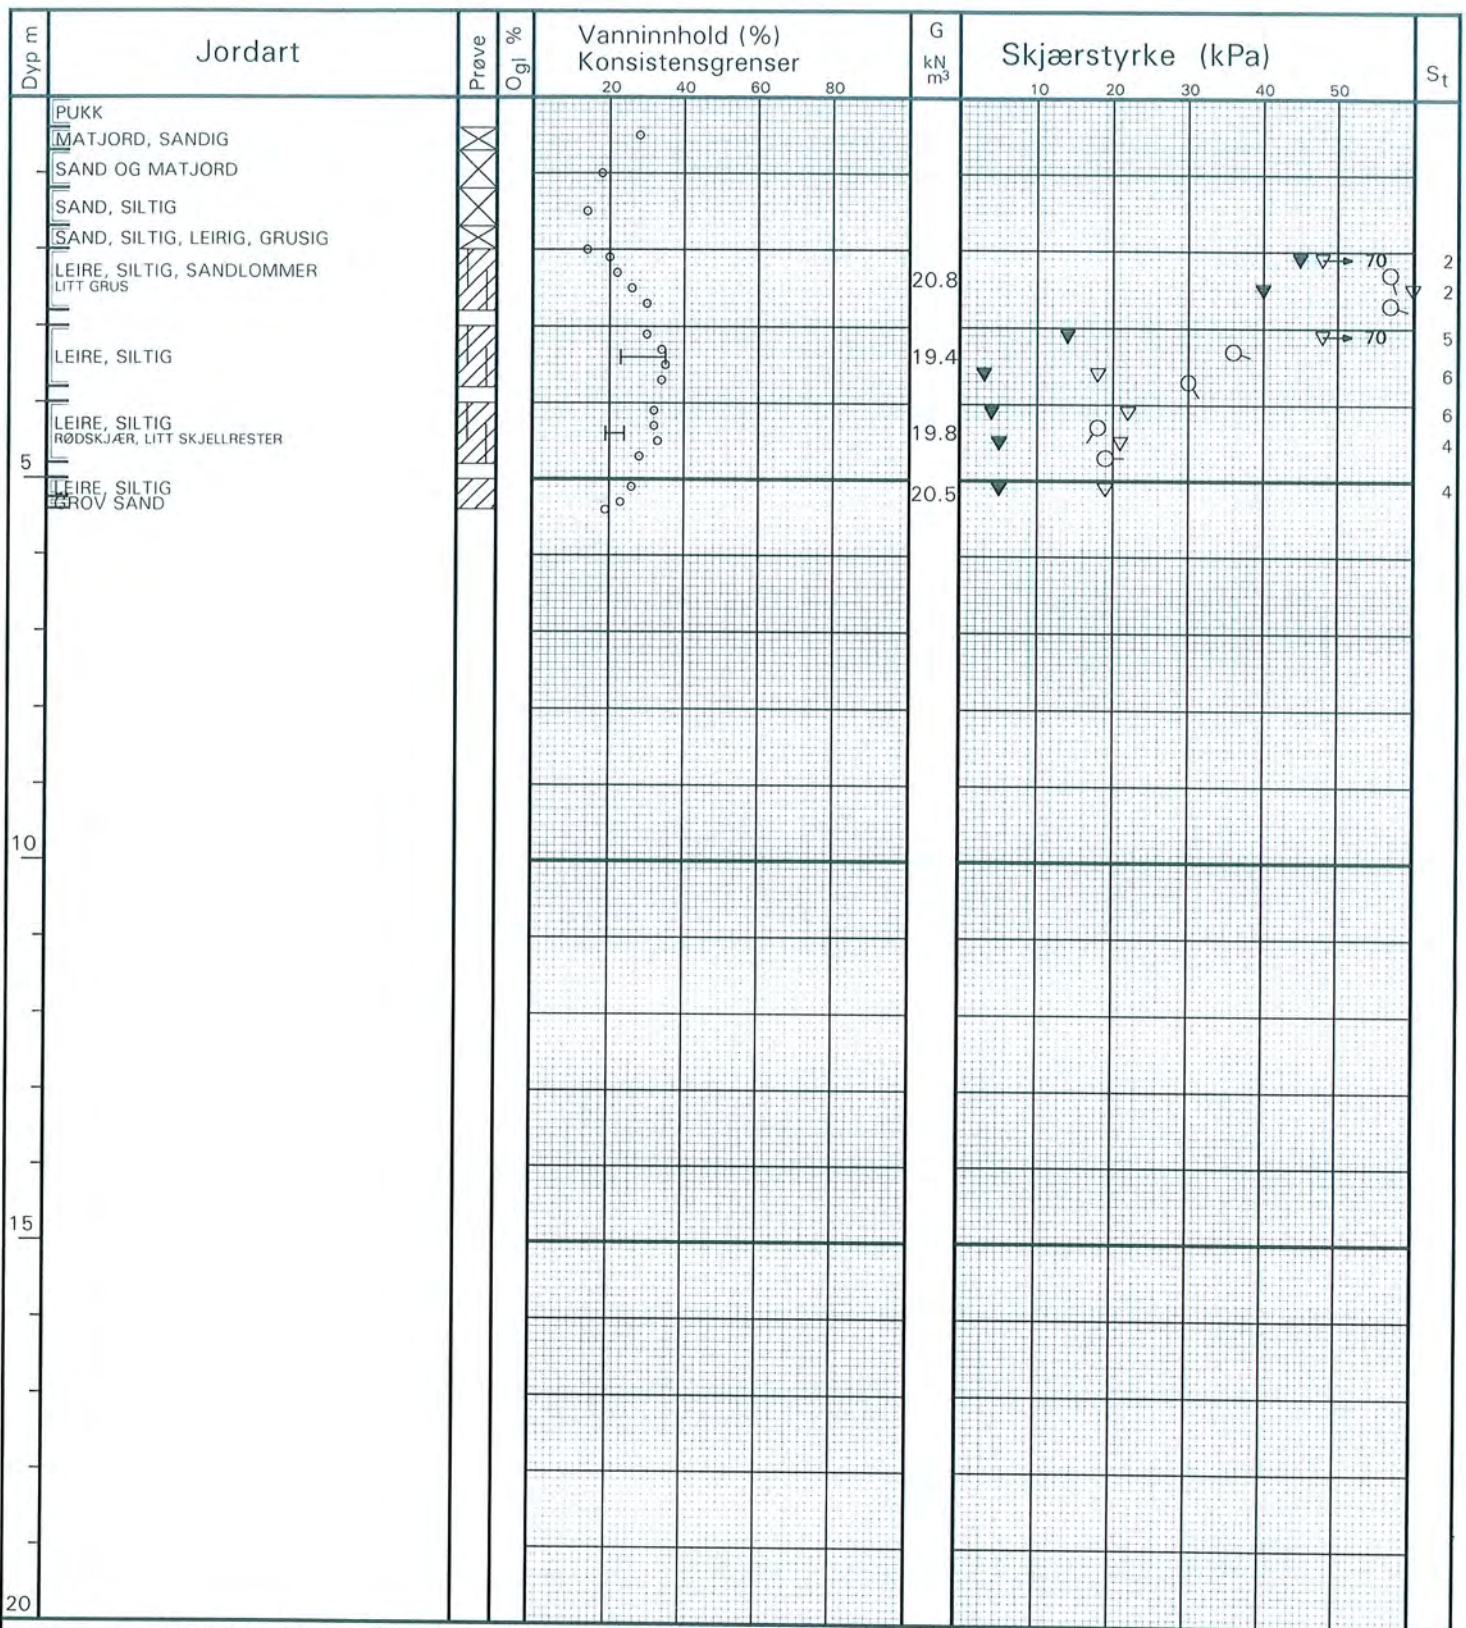 Dyp m
Jordart
Prøve
Ogl %
Vanninnhold (%)
Konsistensgrenser
20 40 60 80
G
kN
m³
Skjærstyrke (kPa)
10 20 30 40 50
St
PUKK
MATJORD, SANDIG
SAND OG MATJORD
SAND, SILTIG
SAND, SILTIG, LEIRIG, GRUSIG
70 2
LEIRE, SILTIG, SANDLOMMER
20.8
LITT GRUS
2
70 5
LEIRE, SILTIG
19.4
6
6
LEIRE, SILTIG
19.8
RØDSKJÆR, LITT SKJELLRESTER
4
5
LEIRE, SILTIG
20.5
4
GROV SAND
10
15
20